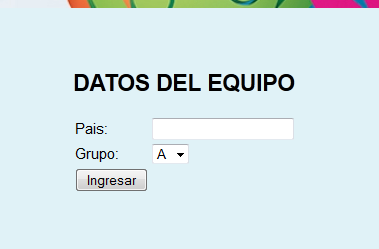 DATOS DEL EQUIPO
Pais:
Grupo: A
Ingresar